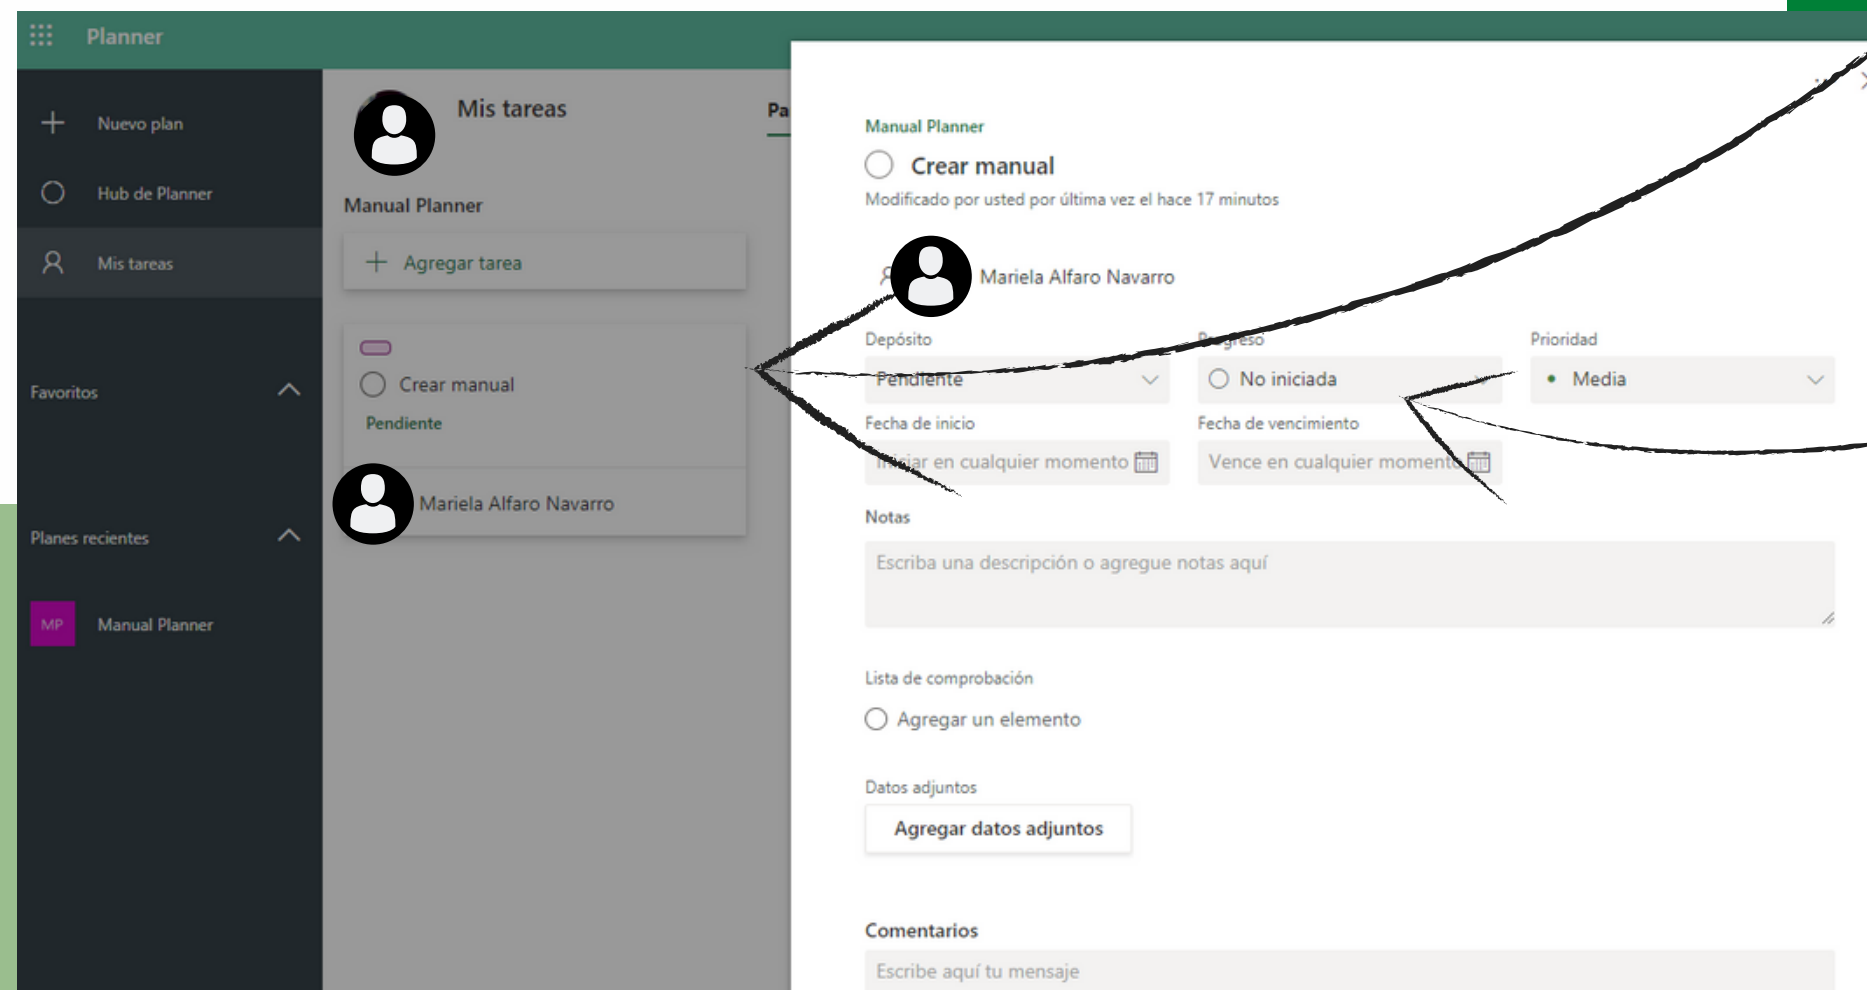 Planner
Nuevo plan
Hub de Planner
Mis tareas
Favoritos
Planes recientes
MP
Manual Planner
Mis tareas
Pa
Manual Planner
Agregar tarea
Crear manual
Pendiente
Mariela Alfaro Navarro
Manual Planner
Crear manual
Modificado por usted por última vez el hace 17 minutos
Mariela Alfaro Navarro
Depósito
Progreso
Prioridad
Pendiente
No iniciada
Media
Fecha de inicio
Fecha de vencimiento
Iniciar en cualquier momento
Vence en cualquier momento
Notas
Escriba una descripción o agregue notas aquí
Lista de comprobación
Agregar un elemento
Datos adjuntos
Agregar datos adjuntos
Comentarios
Escribe aquí tu mensaje